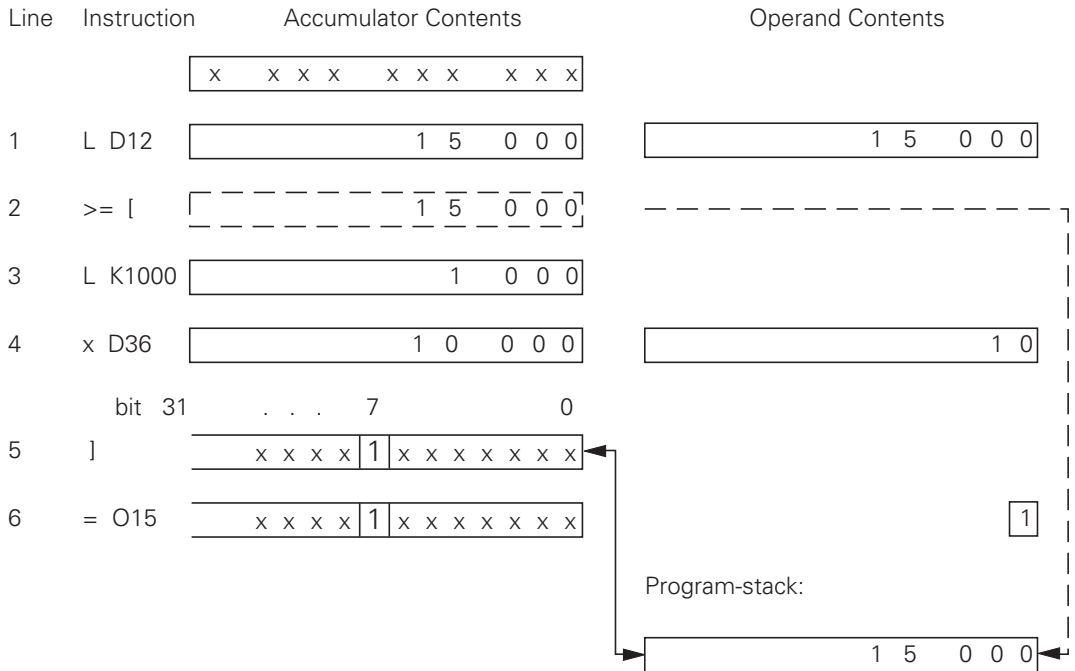 Line Instruction Accumulator Contents Operand Contents
x x x x x x x x x x
1 L D12 1 5 0 0 0 1 5 0 0 0
2 >= [ 1 5 0 0 0
3 L K1000 1 0 0 0
4 x D36 1 0 0 0 0 1 0
bit 31 . . . 7 0
5 ] x x x x 1 x x x x x x x
6 = O15 x x x x 1 x x x x x x x 1
Program-stack:
1 5 0 0 0